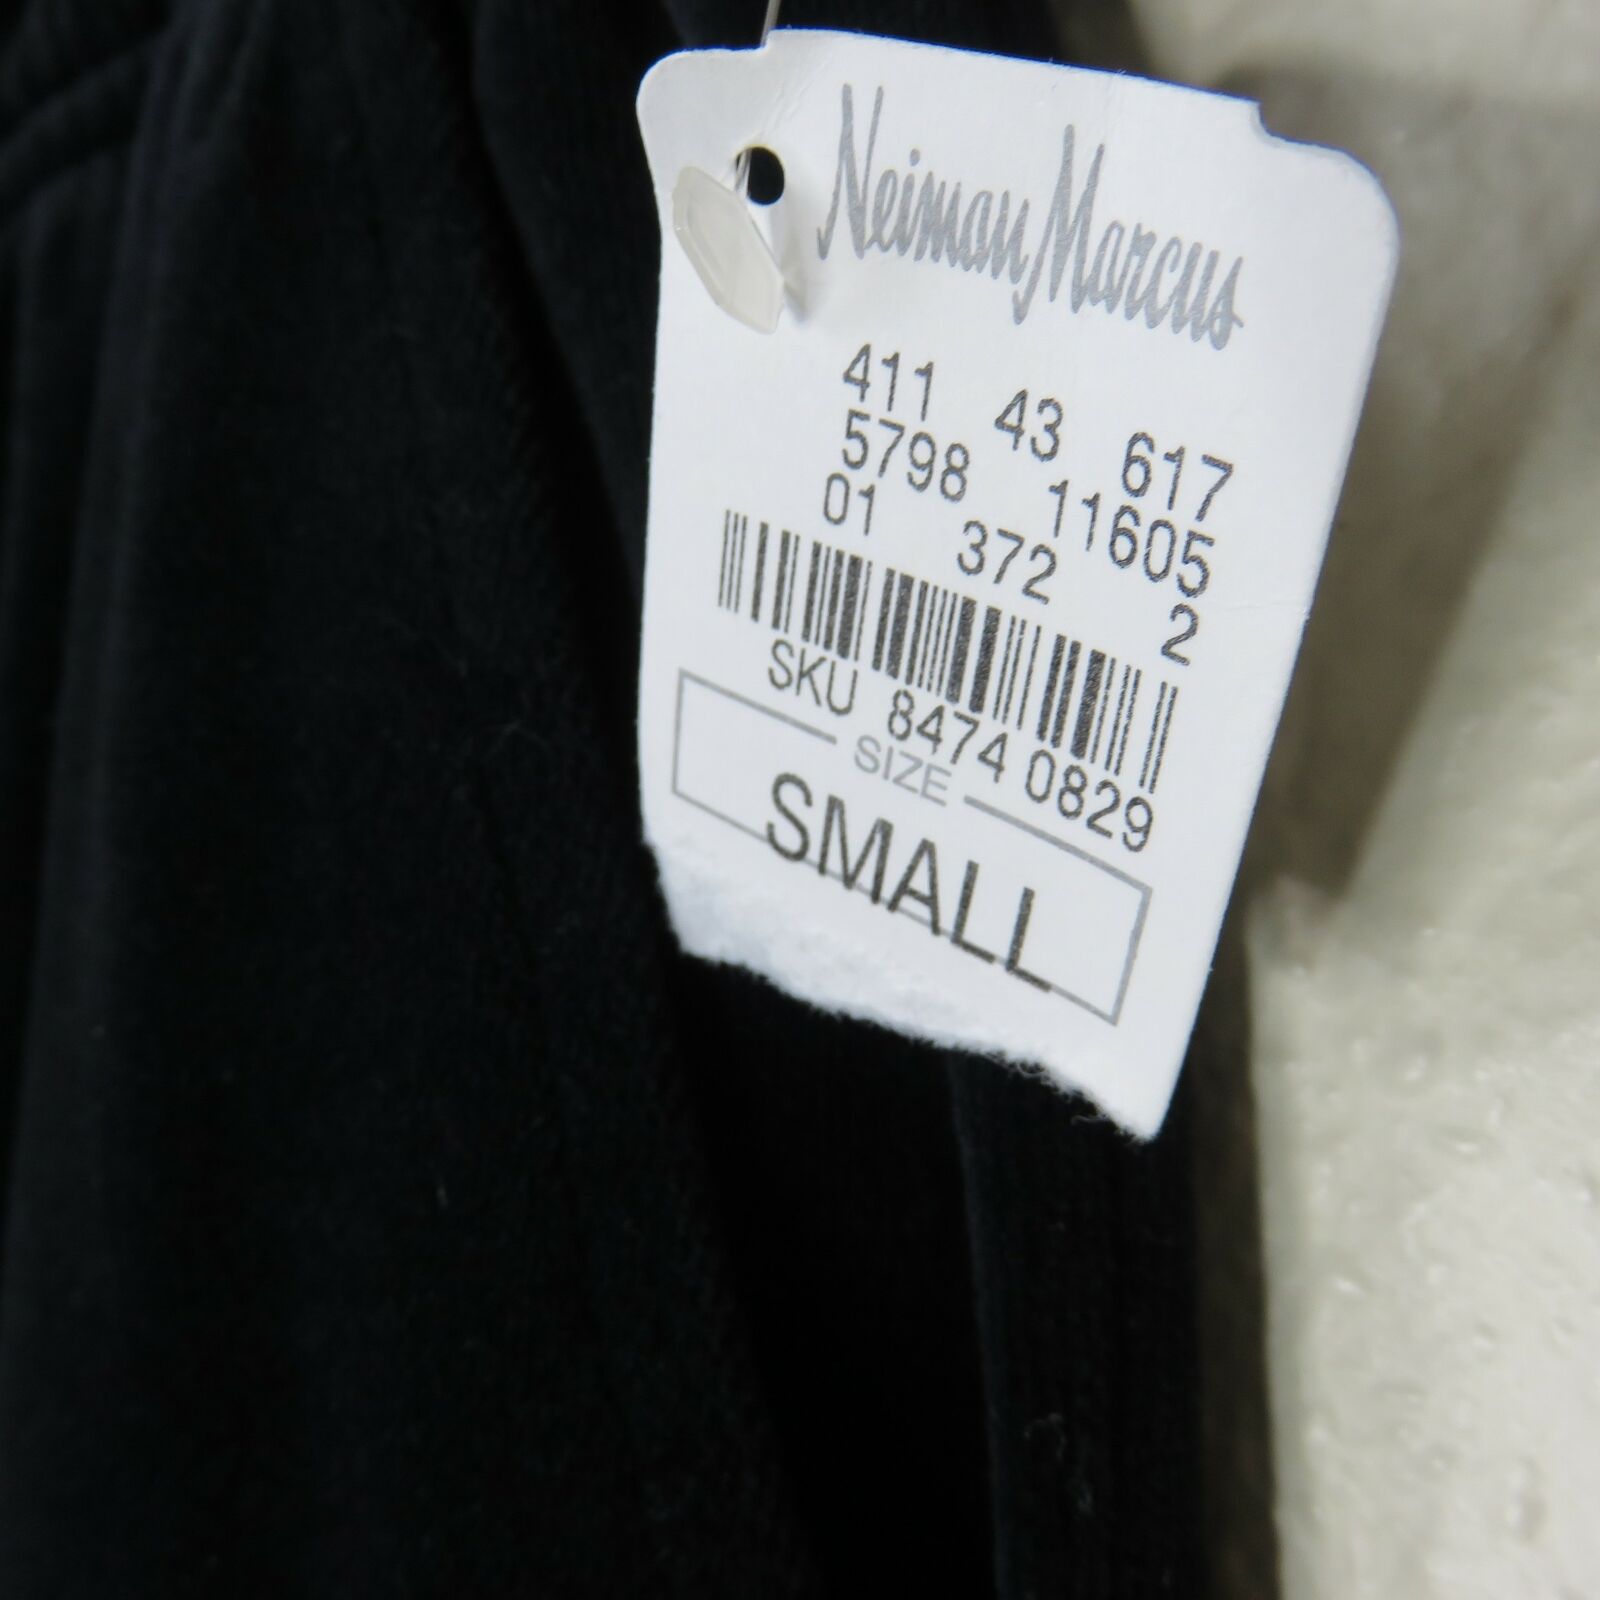 Neiman Marcus
411 43 617
5798 11605
01 372 2
SKU 8474 0829
SIZE
SMALL